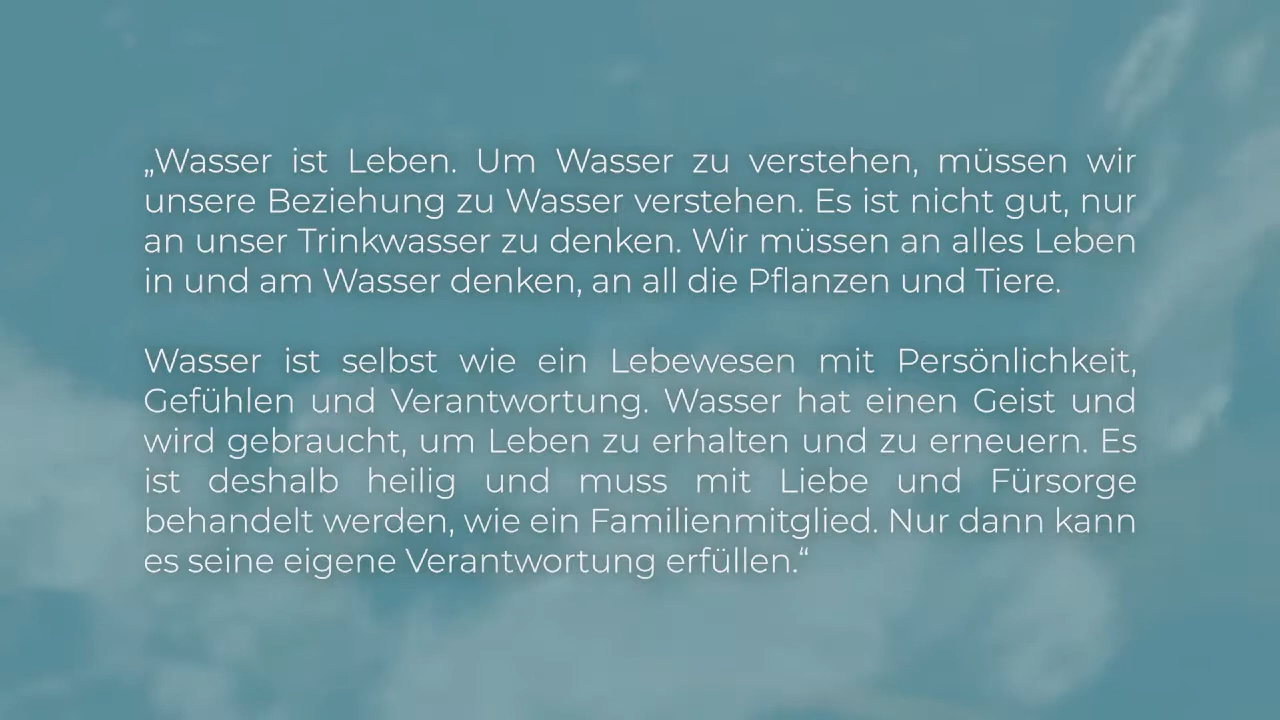 „Wasser ist Leben. Um Wasser zu verstehen, müssen wir
unsere Beziehung zu Wasser verstehen. Es ist nicht gut, nur
an unser Trinkwasser zu denken. Wir müssen an alles Leben
in und am Wasser denken, an all die Pflanzen und Tiere.
Wasser ist selbst wie ein Lebewesen mit Persönlichkeit,
Gefühlen und Verantwortung. Wasser hat einen Geist und
wird gebraucht, um Leben zu erhalten und zu erneuern. Es
ist deshalb heilig und muss mit Liebe und Fürsorge
behandelt werden, wie ein Familienmitglied. Nur dann kann
es seine eigene Verantwortung erfüllen.“